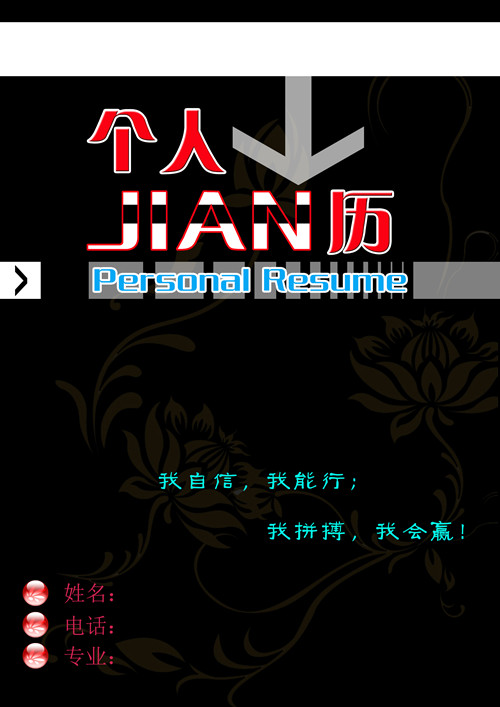 个人
JIAN历
Personal Resume
我自信，我能行；
我拼搏，我会赢！
姓名：
电话：
专业：